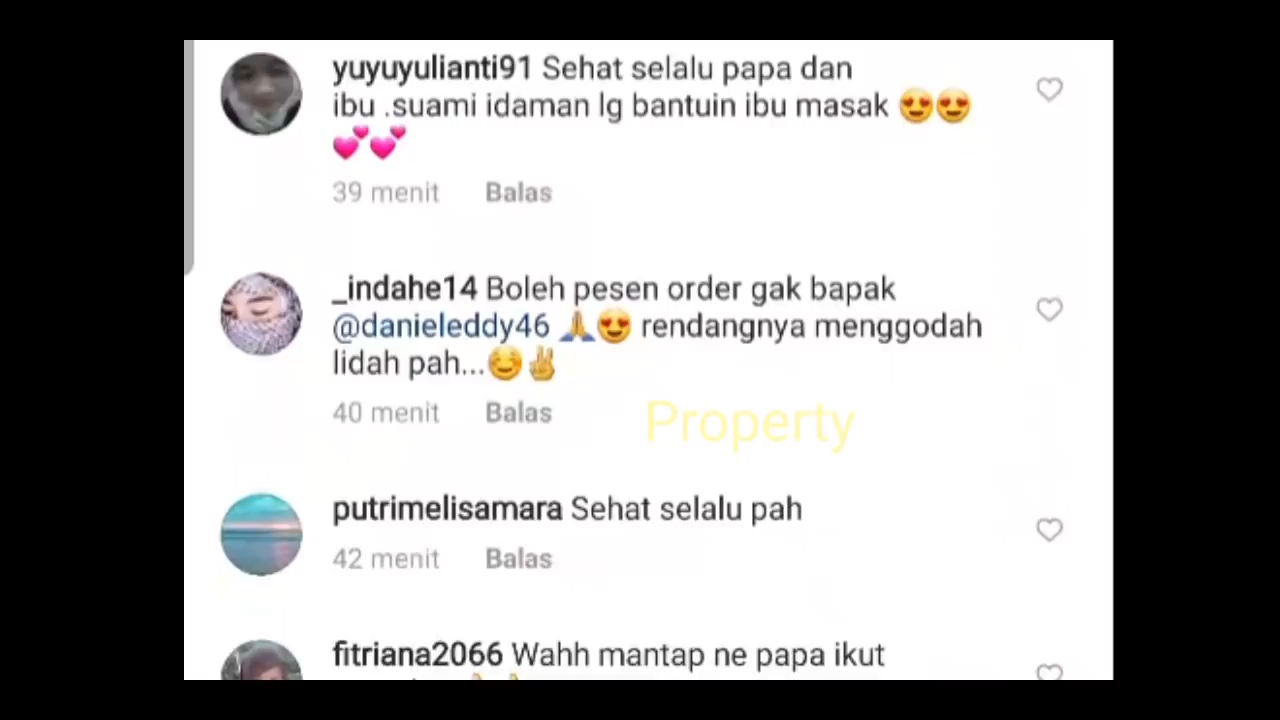 yuyuyulianti91 Sehat selalu papa dan
ibu .suami idaman lg bantuin ibu masak 😍😍
💕💕
39 menit Balas
_indahe14 Boleh pesen order gak bapak
@danieleddy46 🙏😍 rendangnya menggodah
lidah pah...☺️✌️
40 menit Balas
Property
putrimelisamara Sehat selalu pah
42 menit Balas
fitriana2066 Wahh mantap ne papa ikut